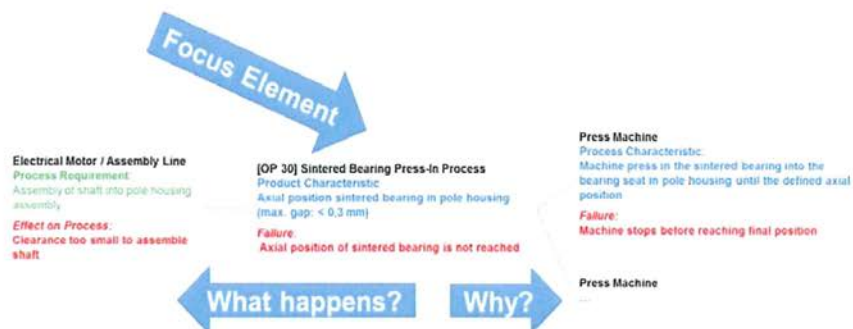 Focus Element
Electrical Motor / Assembly Line
Process Requirement:
Assembly of shaft into pole housing
assembly
Effect on Process:
Clearance too small to assemble
shaft
[OP 30] Sintered Bearing Press-In Process
Product Characteristic
Axial position sintered bearing in pole housing
(max. gap: < 0,3 mm)
Failure:
Axial position of sintered bearing is not reached
Press Machine
Process Characteristic:
Machine press in the sintered bearing into the
bearing seat in pole housing until the defined axial
position
Failure:
Machine stops before reaching final position
Press Machine
...
What happens?
Why?